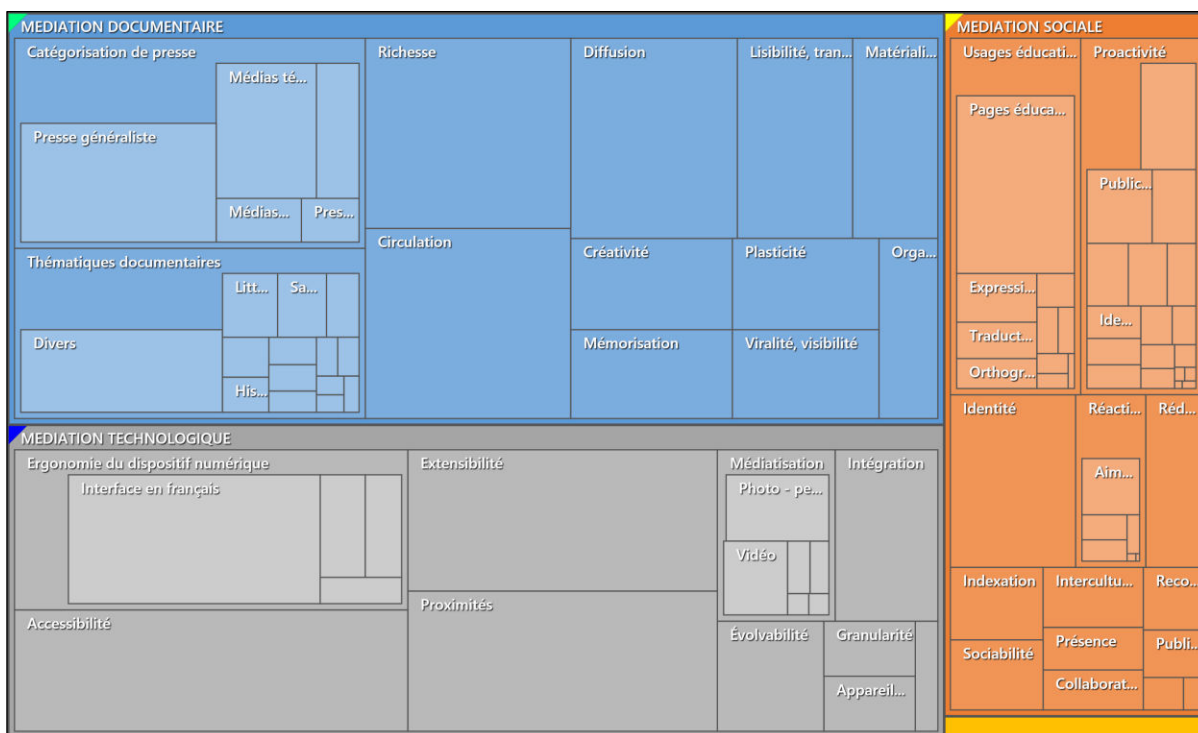 MEDIATION DOCUMENTAIRE
Catégorisation de presse
Médias té...
Presse généraliste
Médias...
Pres...
Thématiques documentaires
Litt...
Sa...
Divers
His...
Richesse
Circulation
Diffusion
Lisibilité, tran...
Matériali...
Créativité
Plasticité
Orga...
Mémorisation
Viralité, visibilité
MEDIATION TECHNOLOGIQUE
Ergonomie du dispositif numérique
Interface en français
Accessibilité
Extensibilité
Proximités
Médiatisation
Photo - pe...
Vidéo
Intégration
Évolvabilité
Granularité
Appareil...
MEDIATION SOCIALE
Usages éducati...
Pages éduca...
Expressi...
Traduct...
Orthogr...
Proactivité
Public...
Ide...
Identité
Réacti...
Aim...
Réd...
Indexation
Intercultu...
Reco...
Sociabilité
Présence
Publi...
Collaborat...